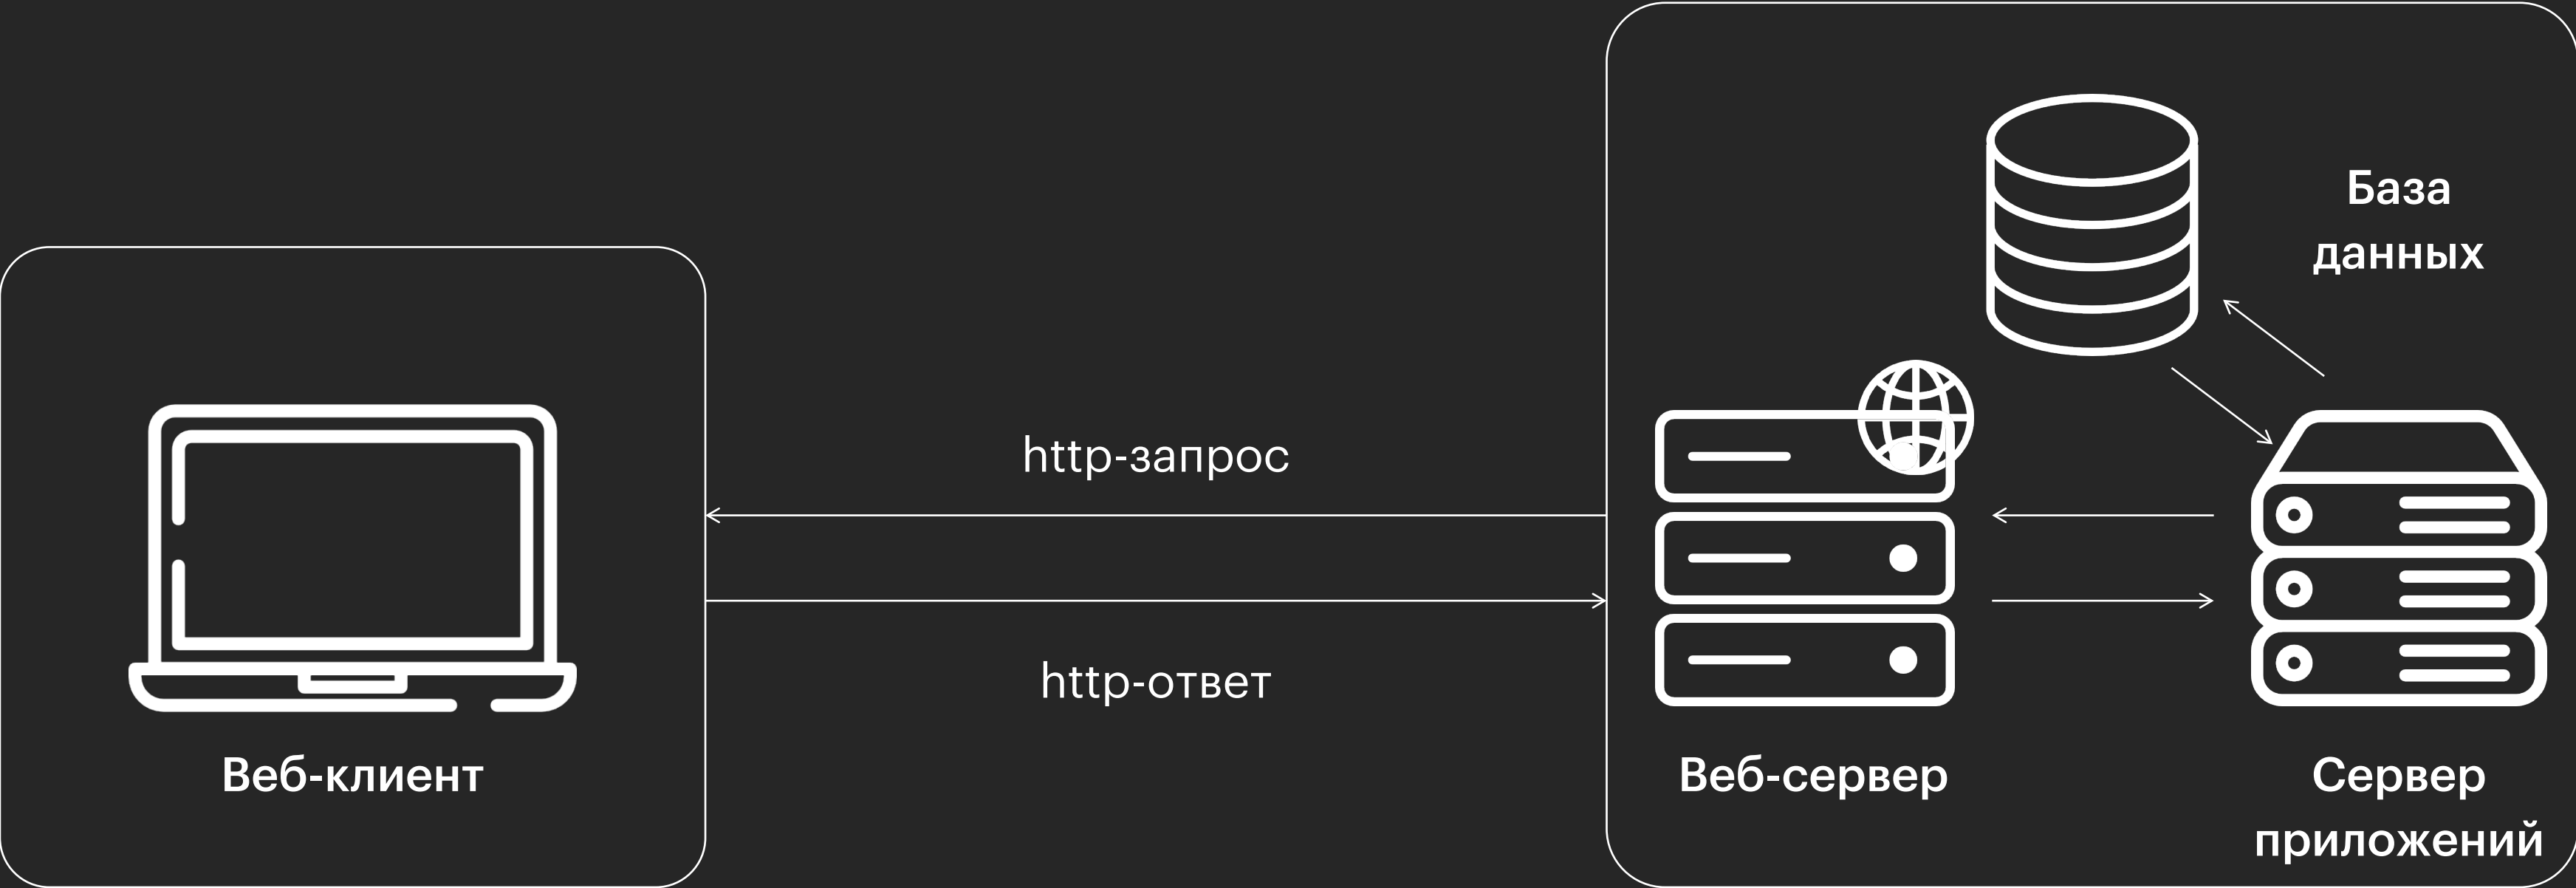 База
данных
http-запрос
http-ответ
Веб-клиент
Веб-сервер
Сервер
приложений